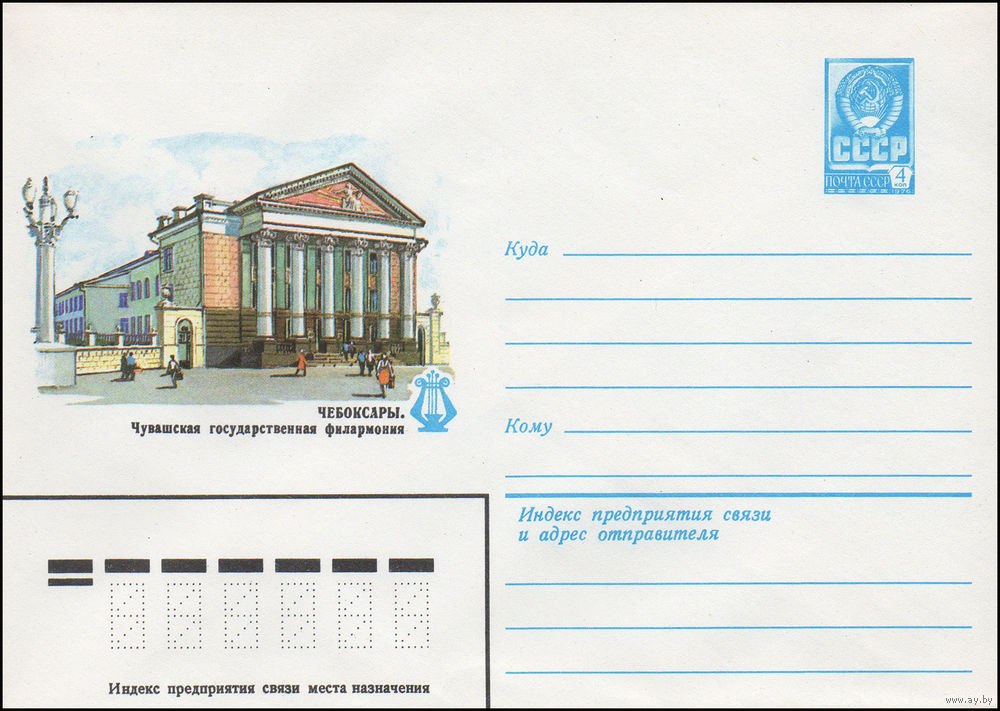 СССР
ПОЧТА СССР
4
КОП
1976
Куда
ЧЕБОКСАРЫ.
Чувашская государственная филармония
Кому
Индекс предприятия связи
и адрес отправителя
Индекс предприятия связи места назначения
www.ay.by